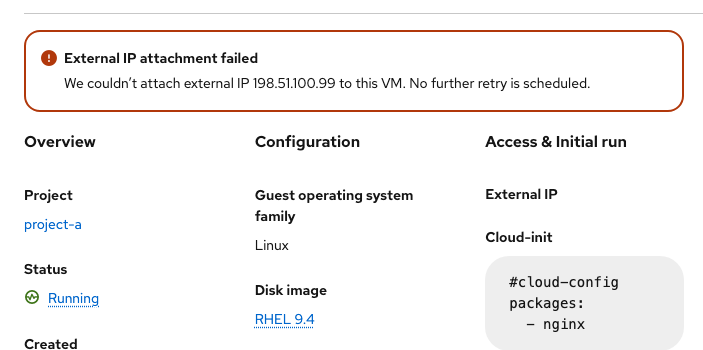 External IP attachment failed
We couldn’t attach external IP 198.51.100.99 to this VM. No further retry is scheduled.
Overview
Project
project-a
Status
Running
Created
Configuration
Guest operating system
family
Linux
Disk image
RHEL 9.4
Access & Initial run
External IP
Cloud-init
#cloud-config
packages:
  - nginx